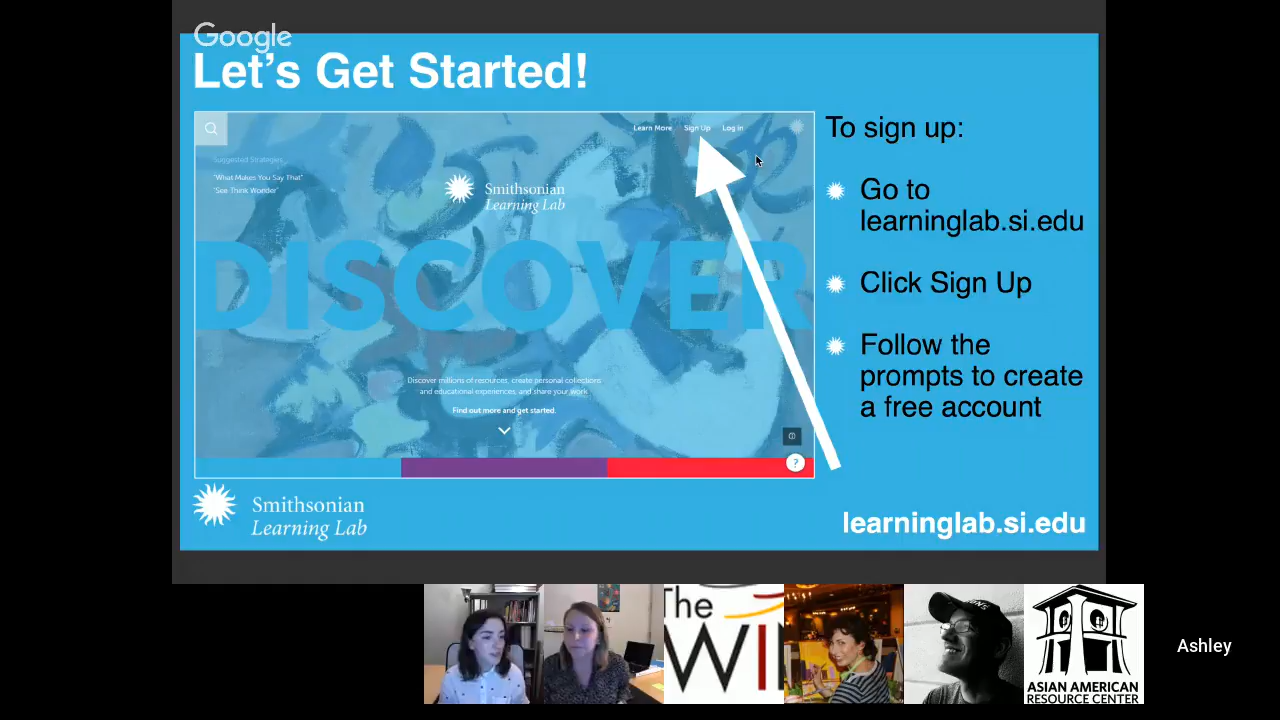 Google
Let's Get Started!
Learn More Sign Up Log In
Suggested Strategies
"What Makes You Say That"
"See Think Wonder"
Smithsonian
Learning Lab
DISCOVER
Discover millions of resources, create personal collections
and educational experiences, and share your work.
Find out more and get started.
?
To sign up:
Go to
learninglab.si.edu
Click Sign Up
Follow the
prompts to create
a free account
Smithsonian
Learning Lab
learninglab.si.edu
The
WI
ASIAN AMERICAN
RESOURCE CENTER
Ashley